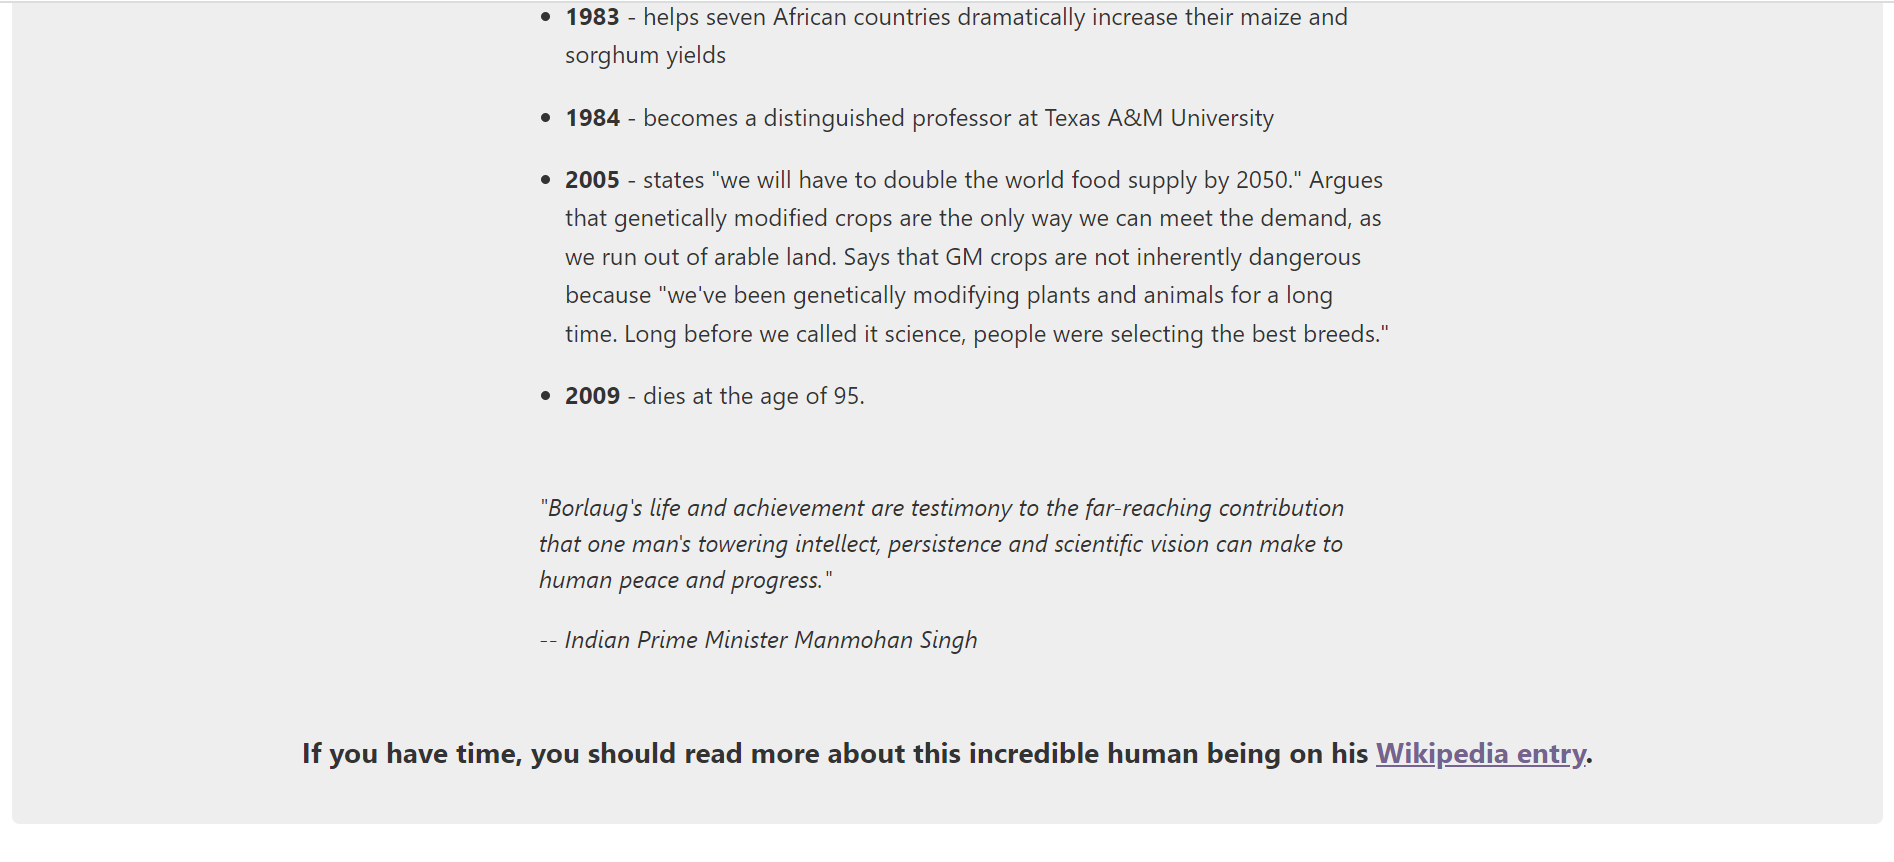 • 1983 - helps seven African countries dramatically increase their maize and
sorghum yields
• 1984 - becomes a distinguished professor at Texas A&M University
• 2005 - states "we will have to double the world food supply by 2050." Argues
that genetically modified crops are the only way we can meet the demand, as
we run out of arable land. Says that GM crops are not inherently dangerous
because "we've been genetically modifying plants and animals for a long
time. Long before we called it science, people were selecting the best breeds."
• 2009 - dies at the age of 95.
"Borlaug's life and achievement are testimony to the far-reaching contribution
that one man's towering intellect, persistence and scientific vision can make to
human peace and progress."
-- Indian Prime Minister Manmohan Singh
If you have time, you should read more about this incredible human being on his Wikipedia entry.